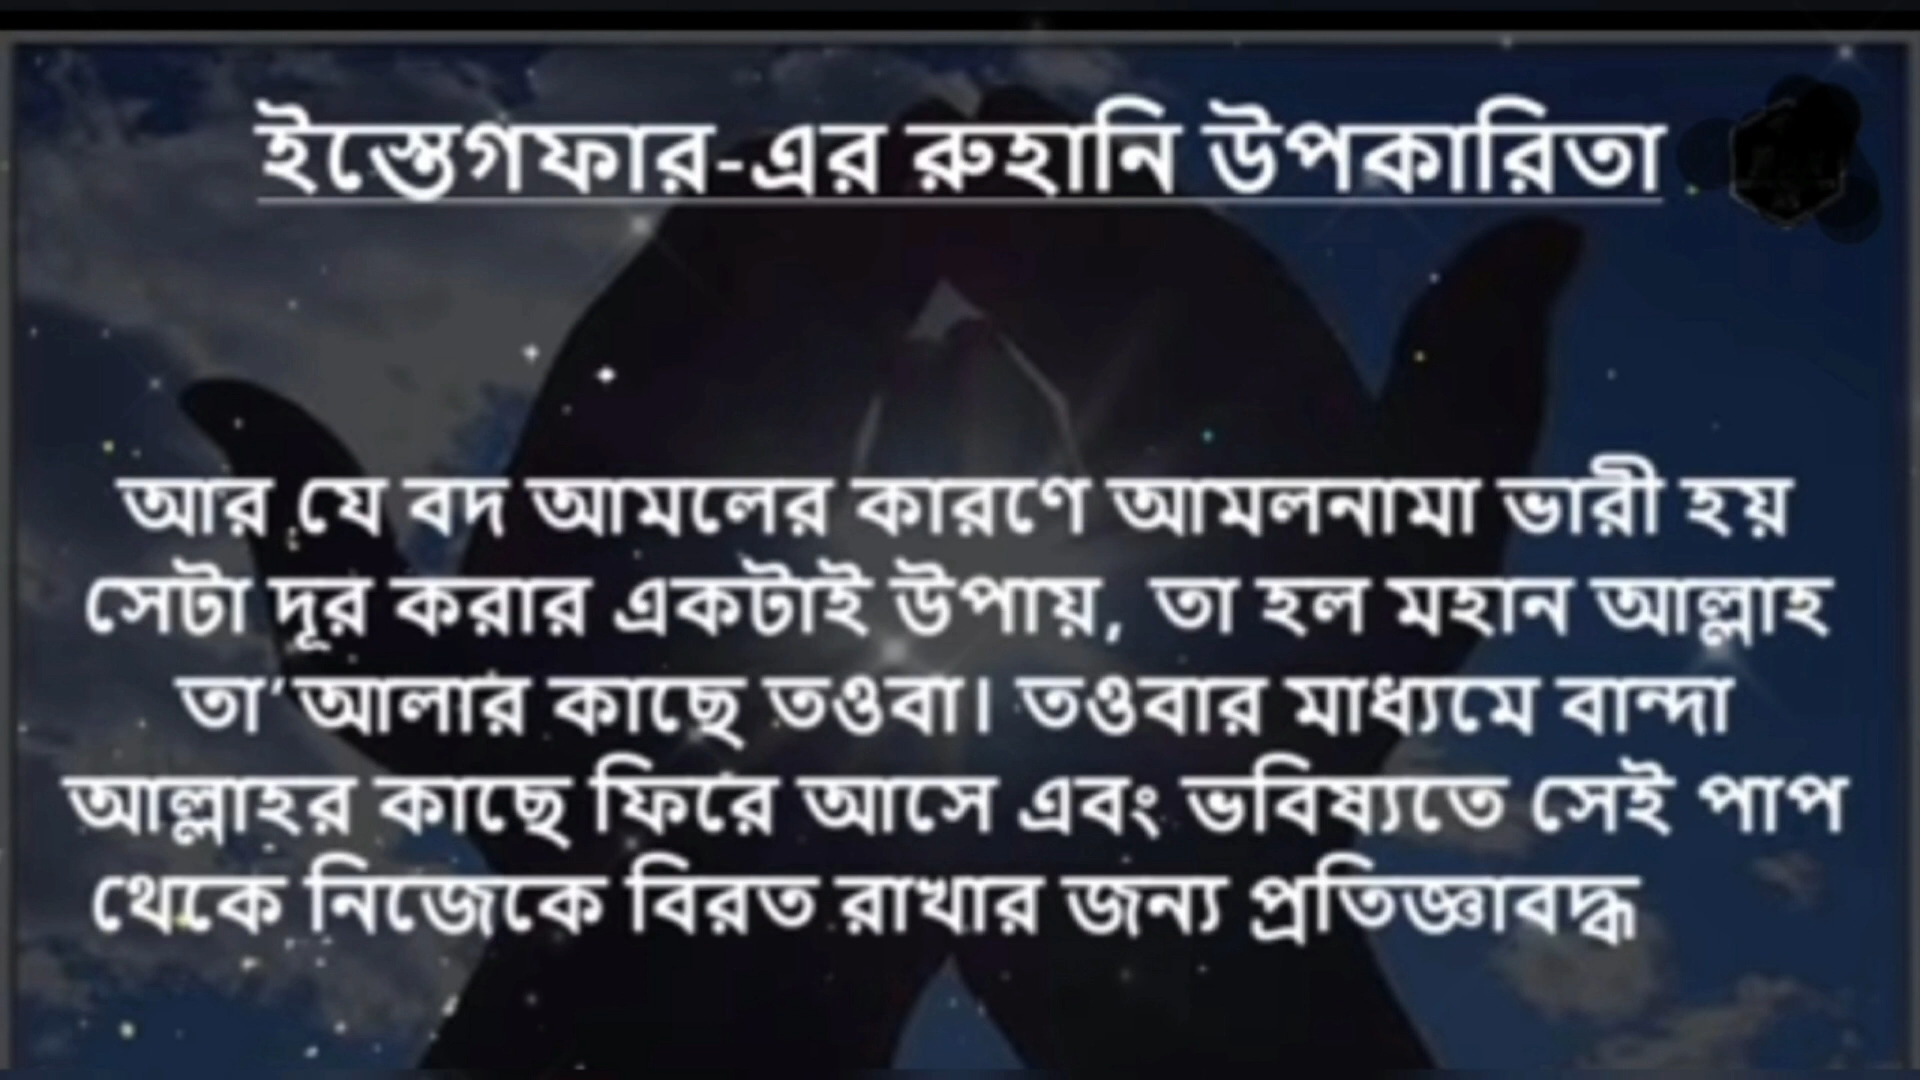 ইস্তেগফার-এর রুহানি উপকারিতা
আর যে বদ আমলের কারণে আমলনামা ভারী হয়
সেটা দূর করার একটাই উপায়, তা হল মহান আল্লাহ
তা’আলার কাছে তওবা। তওবার মাধ্যমে বান্দা
আল্লাহর কাছে ফিরে আসে এবং ভবিষ্যতে সেই পাপ
থেকে নিজেকে বিরত রাখার জন্য প্রতিজ্ঞাবদ্ধ